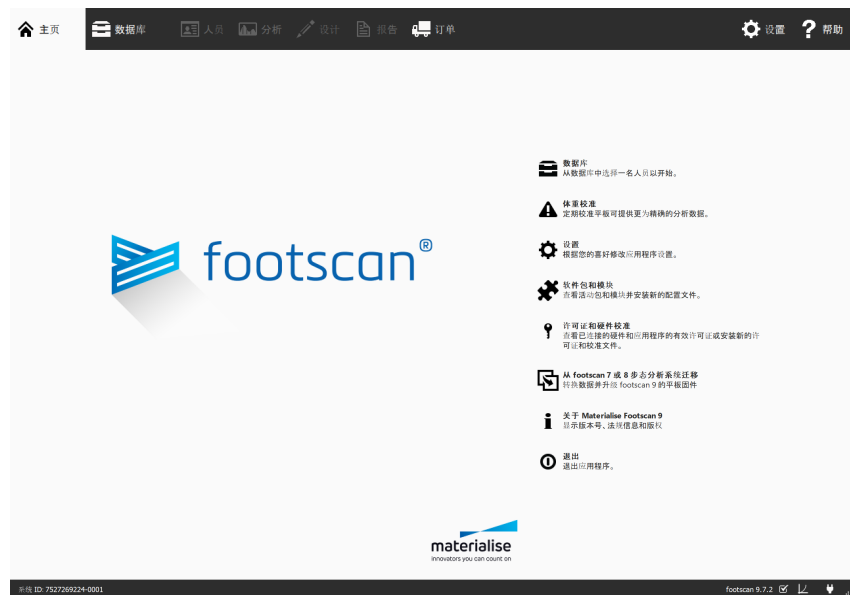 主页
数据库
人员
分析
设计
报告
订单
设置
帮助
数据库
从数据库中选择一名人员以开始。
体重校准
定期校准平板可提供更为精确的分析数据。
设置
根据您的喜好修改应用程序设置。
软件包和模块
查看活动包和模块并安装新的配置文件。
许可证和硬件校准
查看已连接的硬件和应用程序的有效许可证或安装新的许
可证和校准文件。
footscan®
从 footscan 7 或 8 步态分析系统迁移
转换数据并升级 footscan 9 的平板固件
关于 Materialise Footscan 9
显示版本号、法规信息和版权
退出
退出应用程序。
materialise
innovators you can count on
系统 ID: 7527269224-0001
footscan 9.7.2